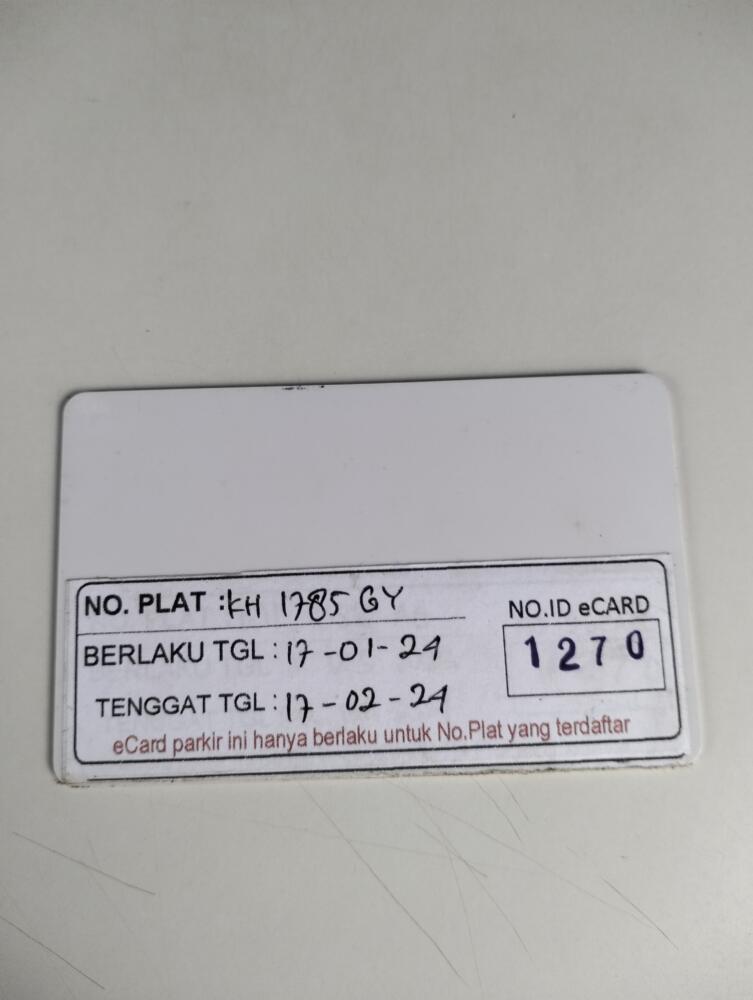 NO. PLAT : KH 1785 GY
BERLAKU TGL : 17-01-24
TENGGAT TGL : 17-02-24
NO.ID eCARD
1270
eCard parkir ini hanya berlaku untuk No.Plat yang terdaftar